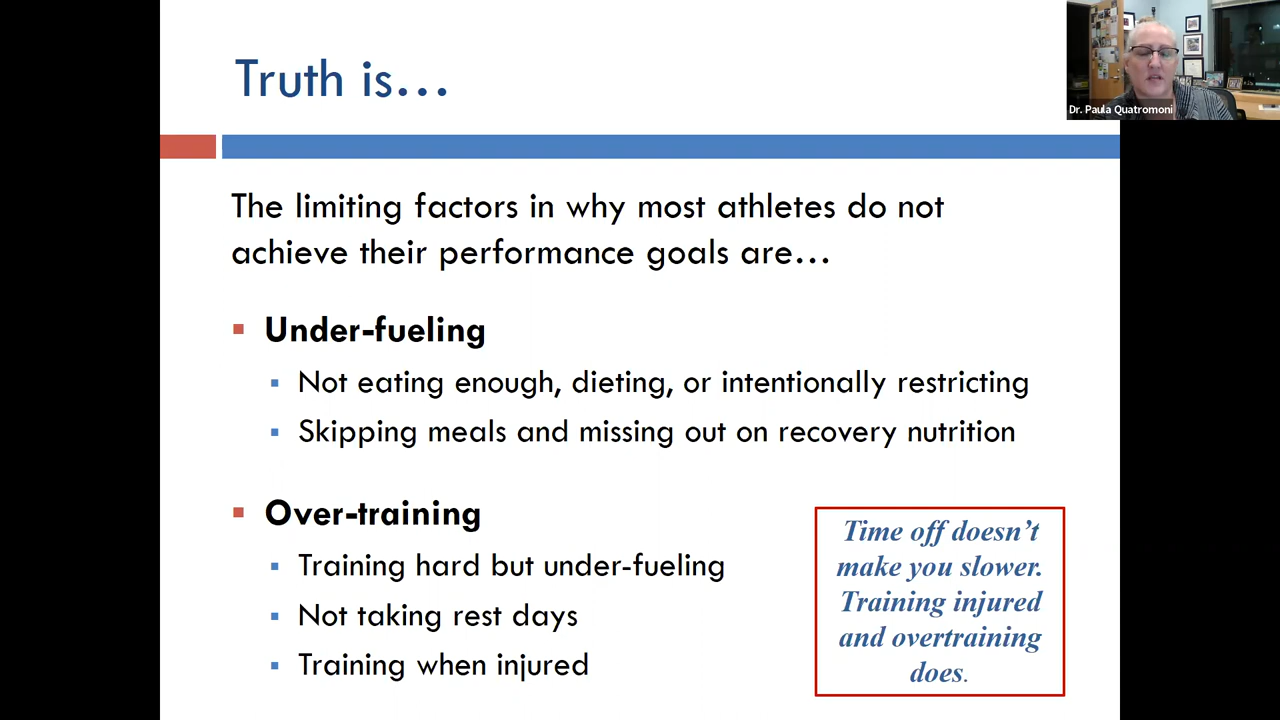 Truth is…
Dr. Paula Quatromoni
The limiting factors in why most athletes do not
achieve their performance goals are…
Under-fueling
Not eating enough, dieting, or intentionally restricting
Skipping meals and missing out on recovery nutrition
Over-training
Training hard but under-fueling
Not taking rest days
Training when injured
Time off doesn’t
make you slower.
Training injured
and overtraining
does.